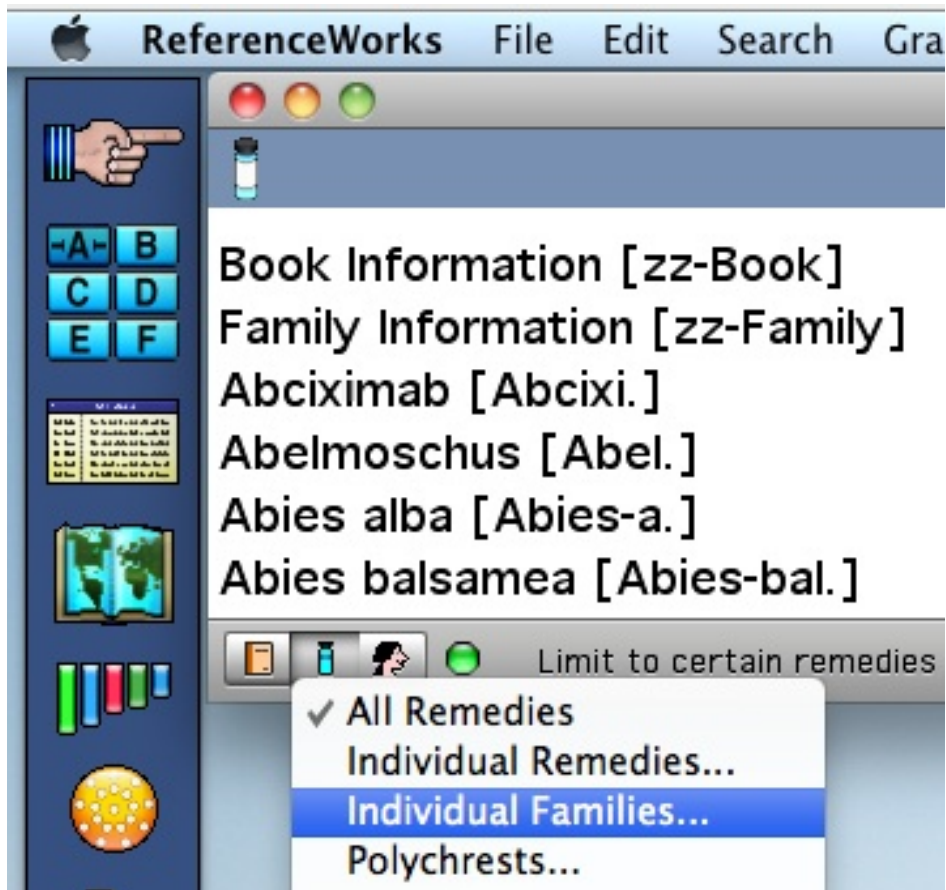 ReferenceWorks File Edit Search Gra
A B
C D
E F
Book Information [zz-Book]
Family Information [zz-Family]
Abciximab [Abcixi.]
Abelmoschus [Abel.]
Abies alba [Abies-a.]
Abies balsamea [Abies-bal.]
Limit to certain remedies
✓ All Remedies
Individual Remedies...
Individual Families...
Polychrests...